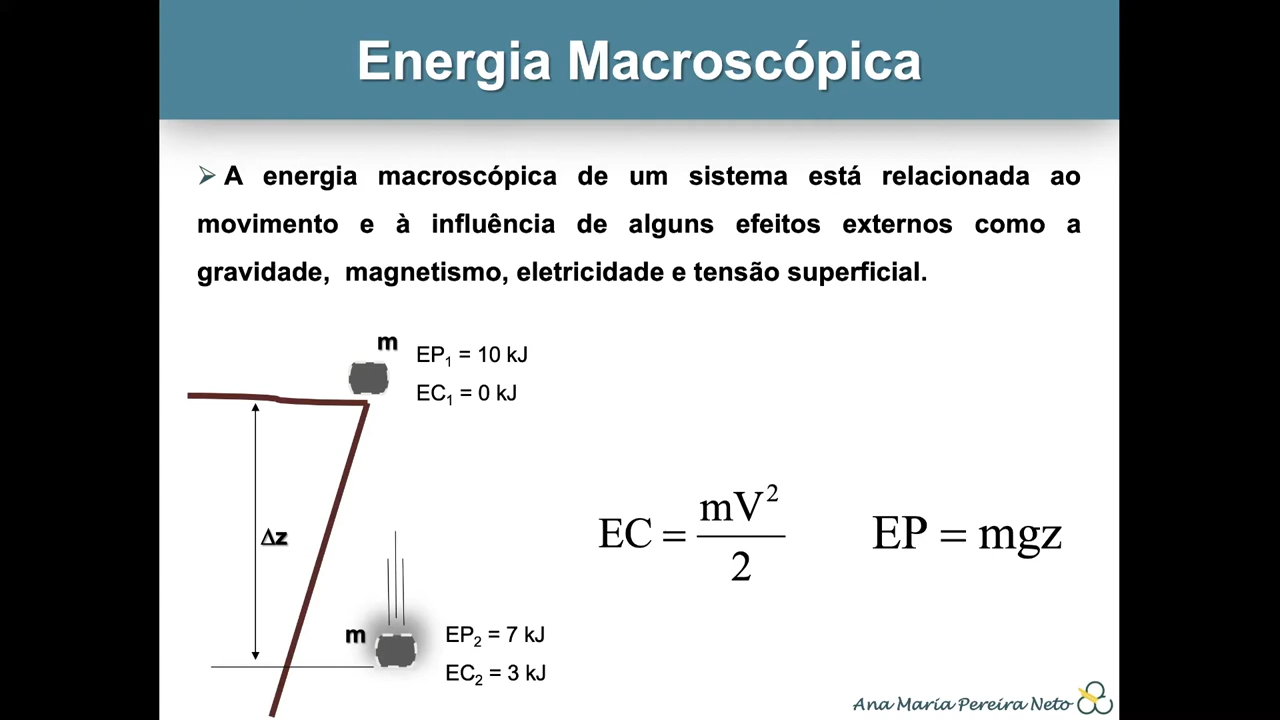 Energia Macroscópica
➢ A energia macroscópica de um sistema está relacionada ao
movimento e à influência de alguns efeitos externos como a
gravidade, magnetismo, eletricidade e tensão superficial.
m
EP₁ = 10 kJ
EC₁ = 0 kJ
Δz
EC = mV²/2
EP = mgz
m
EP₂ = 7 kJ
EC₂ = 3 kJ
Ana Maria Pereira Neto